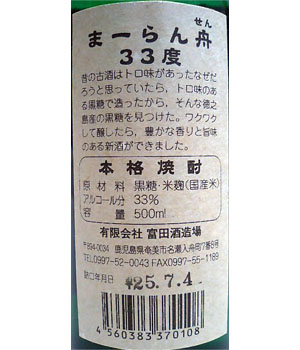 せん
まーらん舟
33度
昔の古酒はトロ味があったなぜだ
ろうと思っていたら，トロ味のあ
る黒糖で造ったから，そんな徳之
島産の黒糖を見つけた。ワクワク
して醸したら，豊かな香りと旨味
のある新酒ができました。
本格焼酎
原材料 黒糖・米麹(国産米)
アルコール分 33%
容量 500ml
有限会社 富田酒造場
〒894-0034 鹿児島県奄美市名瀬入舟町7番8号
TEL0997-52-0043 FAX0997-55-1189
詰口年月日 25.7.4
4560383370108